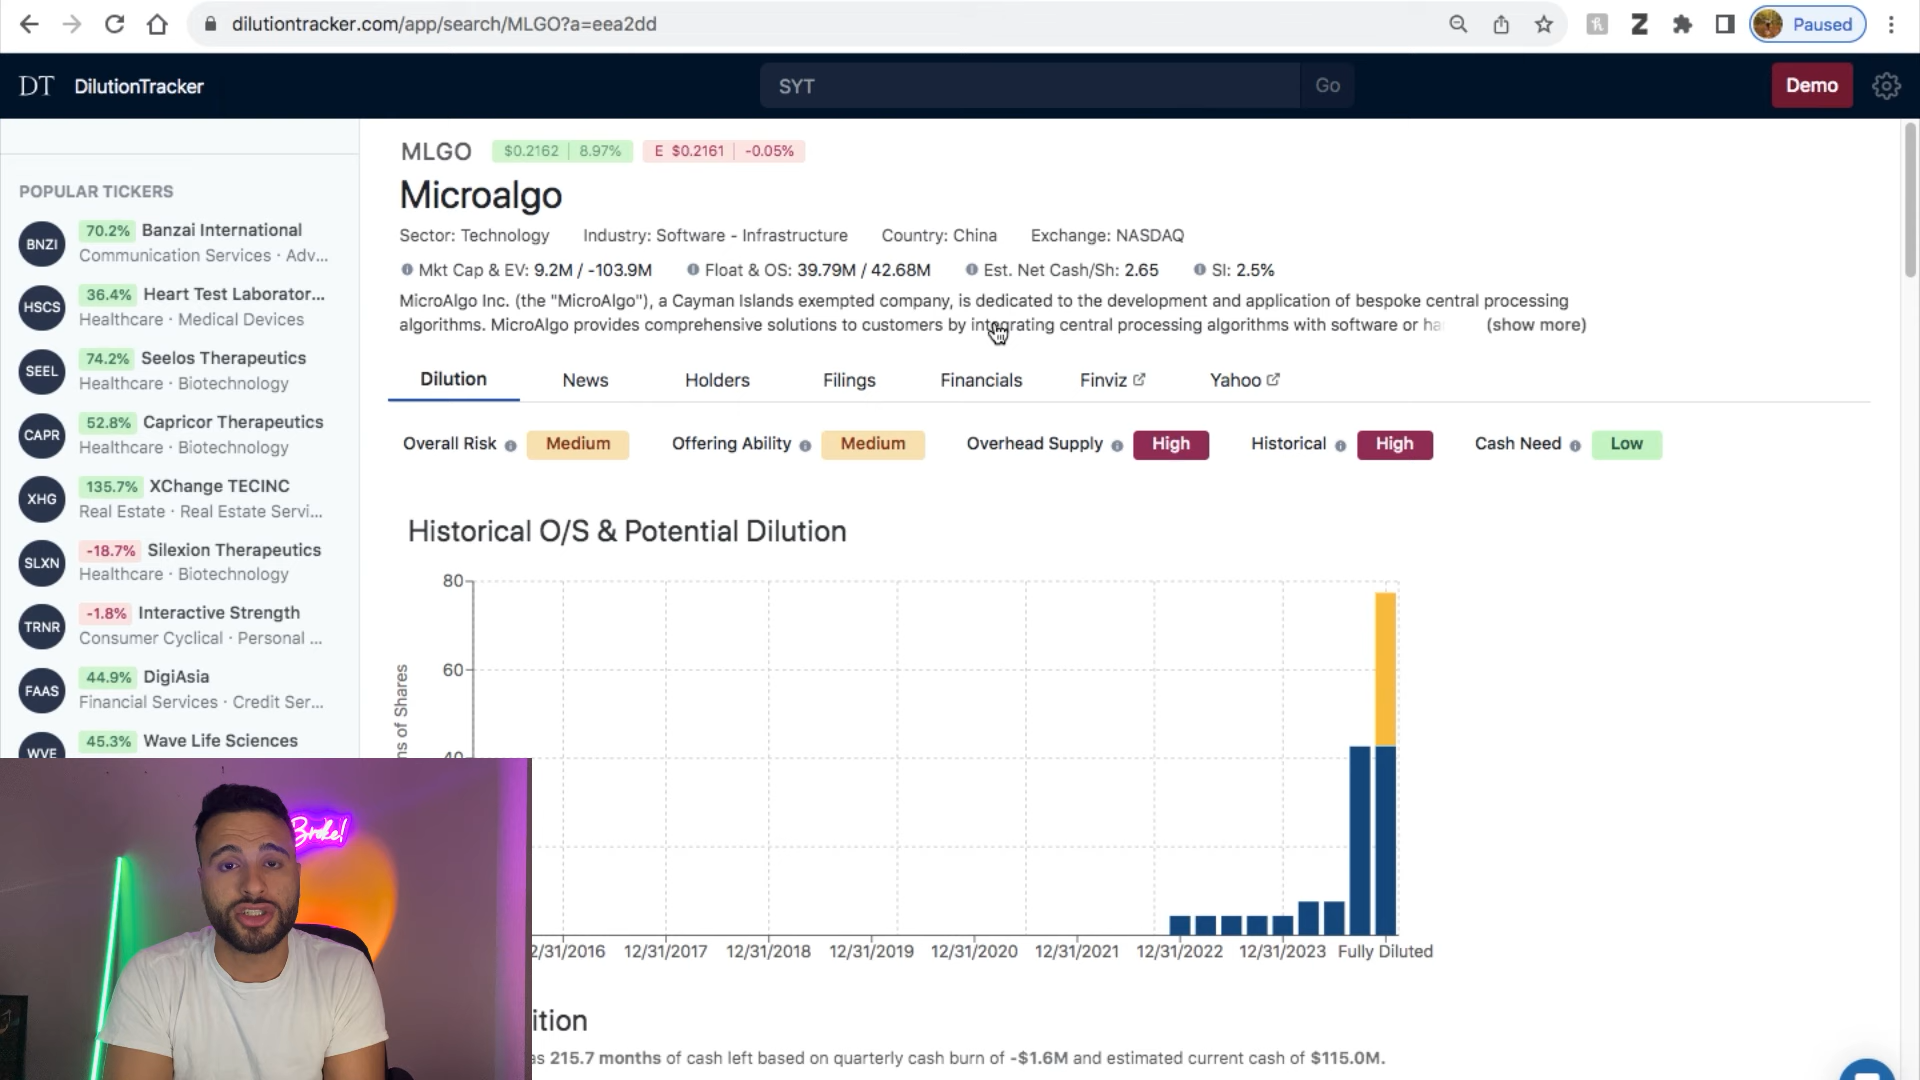 dilutiontracker.com/app/search/MLGO?a=eea2dd
Paused
DT DilutionTracker
SYT
Go
Demo
POPULAR TICKERS
BNZI 70.2% Banzai International
Communication Services · Adv...
HSCS 36.4% Heart Test Laborator...
Healthcare · Medical Devices
SEEL 74.2% Seelos Therapeutics
Healthcare · Biotechnology
CAPR 52.8% Capricor Therapeutics
Healthcare · Biotechnology
XHG 135.7% XChange TECINC
Real Estate · Real Estate Servi...
SLXN -18.7% Silexion Therapeutics
Healthcare · Biotechnology
TRNR -1.8% Interactive Strength
Consumer Cyclical · Personal ...
FAAS 44.9% DigiAsia
Financial Services · Credit Ser...
WVE 45.3% Wave Life Sciences
MLGO $0.2162 | 8.97% E $0.2161 | -0.05%
Microalgo
Sector: Technology Industry: Software - Infrastructure Country: China Exchange: NASDAQ
Mkt Cap & EV: 9.2M / -103.9M Float & OS: 39.79M / 42.68M Est. Net Cash/Sh: 2.65 SI: 2.5%
MicroAlgo Inc. (the "MicroAlgo"), a Cayman Islands exempted company, is dedicated to the development and application of bespoke central processing
algorithms. MicroAlgo provides comprehensive solutions to customers by integrating central processing algorithms with software or ha (show more)
Dilution News Holders Filings Financials Finviz Yahoo
Overall Risk Medium Offering Ability Medium Overhead Supply High Historical High Cash Need Low
Historical O/S & Potential Dilution
80
60
40
ns of Shares
2/31/2016 12/31/2017 12/31/2018 12/31/2019 12/31/2020 12/31/2021 12/31/2022 12/31/2023 Fully Diluted
Broke!
ition
as 215.7 months of cash left based on quarterly cash burn of -$1.6M and estimated current cash of $115.0M.